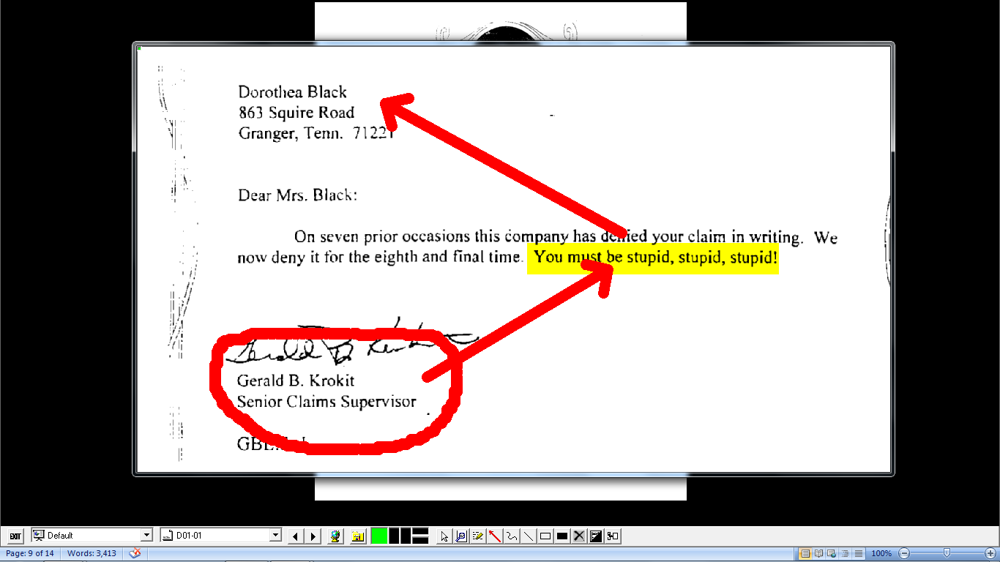 Dorothea Black
863 Squire Road
Granger, Tenn. 71221
Dear Mrs. Black:
On seven prior occasions this company has denied your claim in writing. We
now deny it for the eighth and final time. You must be stupid, stupid, stupid!
Gerald B. Krokit
Gerald B. Krokit
Senior Claims Supervisor
EXIT
Default
D01-01
Page: 9 of 14
Words: 3,413
100%